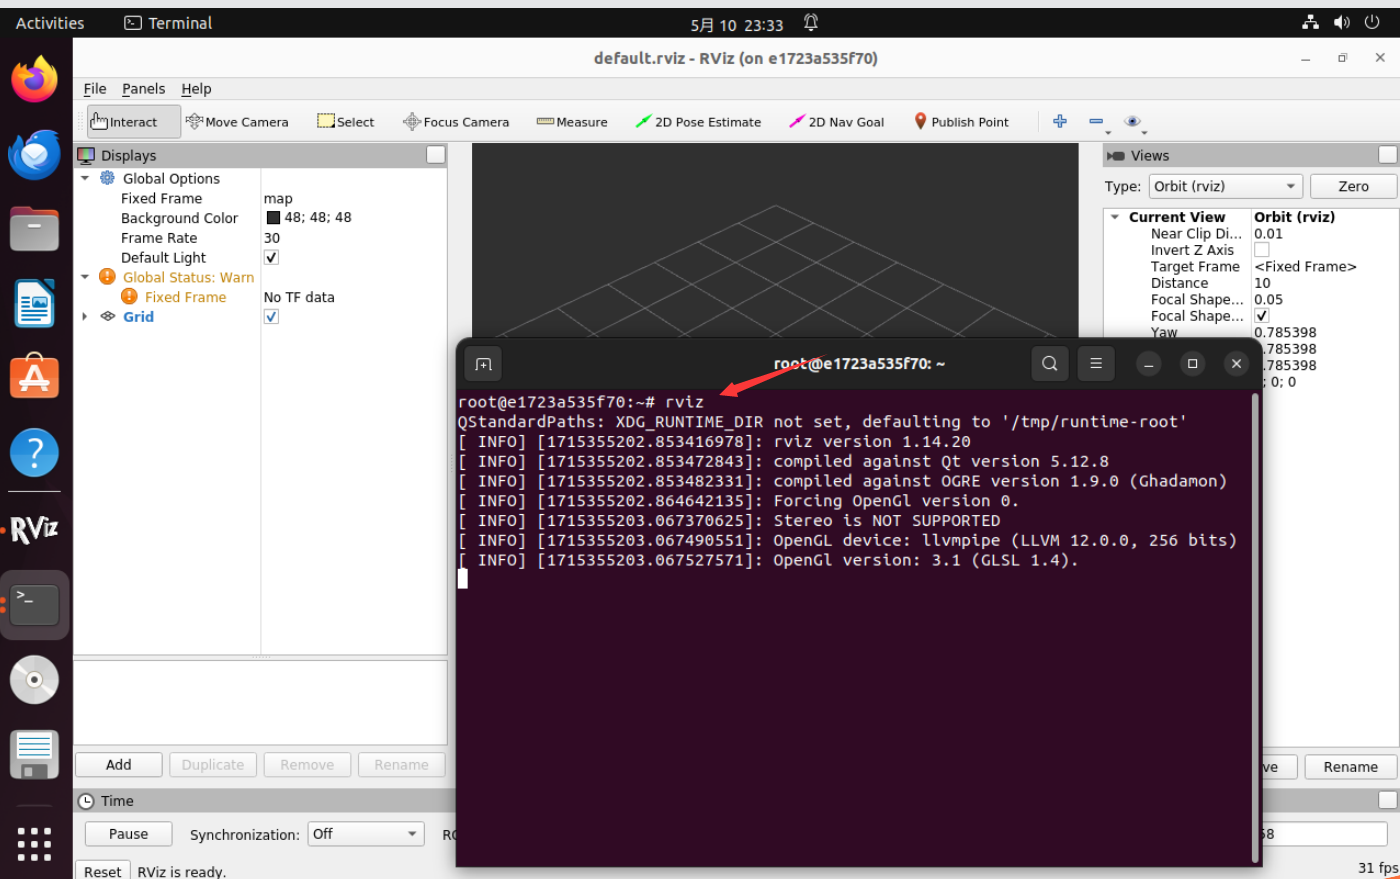 Activities
Terminal
5月 10 23:33
default.rviz - RViz (on e1723a535f70)
File Panels Help
Interact Move Camera Select Focus Camera Measure 2D Pose Estimate 2D Nav Goal Publish Point
Displays
Global Options
Fixed Frame map
Background Color 48; 48; 48
Frame Rate 30
Default Light
Global Status: Warn
Fixed Frame No TF data
Grid
Add Duplicate Remove Rename
Views
Type: Orbit (rviz) Zero
Current View Orbit (rviz)
Near Clip Di... 0.01
Invert Z Axis
Target Frame <Fixed Frame>
Distance 10
Focal Shape... 0.05
Focal Shape...
Yaw 0.785398
.785398
.785398
; 0; 0
ve Rename
root@e1723a535f70: ~
root@e1723a535f70:~# rviz
QStandardPaths: XDG_RUNTIME_DIR not set, defaulting to '/tmp/runtime-root'
[ INFO] [1715355202.853416978]: rviz version 1.14.20
[ INFO] [1715355202.853472843]: compiled against Qt version 5.12.8
[ INFO] [1715355202.853482331]: compiled against OGRE version 1.9.0 (Ghadamon)
[ INFO] [1715355202.864642135]: Forcing OpenGl version 0.
[ INFO] [1715355203.067370625]: Stereo is NOT SUPPORTED
[ INFO] [1715355203.067490551]: OpenGL device: llvmpipe (LLVM 12.0.0, 256 bits)
[ INFO] [1715355203.067527571]: OpenGl version: 3.1 (GLSL 1.4).
RViz
>_
Time
Pause Synchronization: Off
Reset RViz is ready.
31 fps